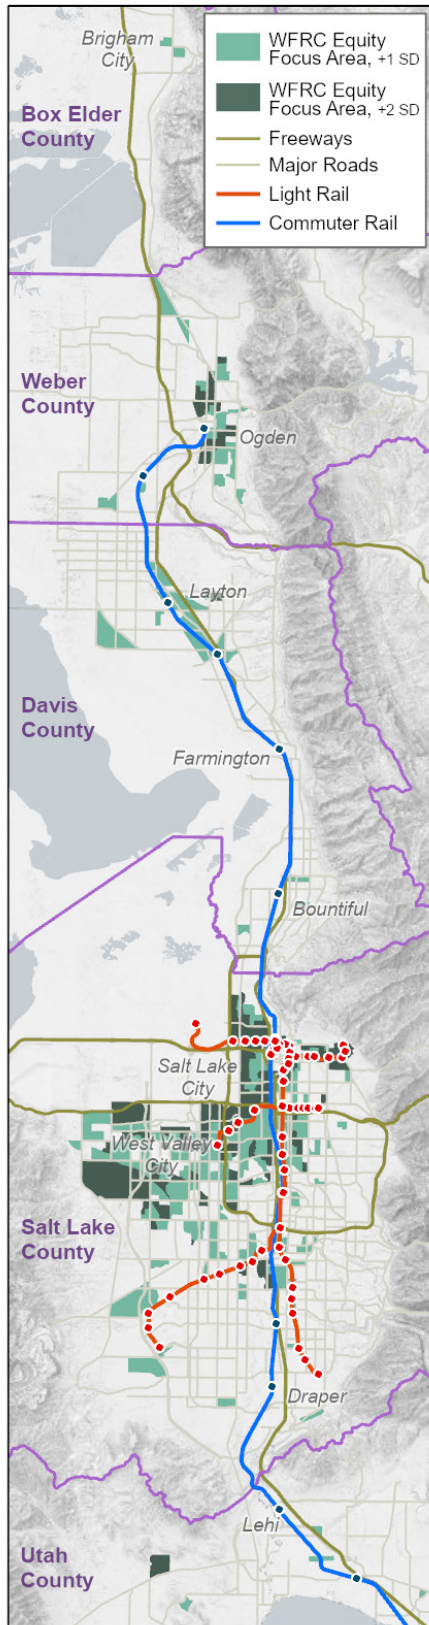 Brigham
City
WFRC Equity
Focus Area, +1 SD
WFRC Equity
Focus Area, +2 SD
Freeways
Major Roads
Light Rail
Commuter Rail
Box Elder
County
Weber
County
Ogden
Layton
Davis
County
Farmington
Bountiful
Salt Lake
City
West Valley
City
Salt Lake
County
Draper
Lehi
Utah
County